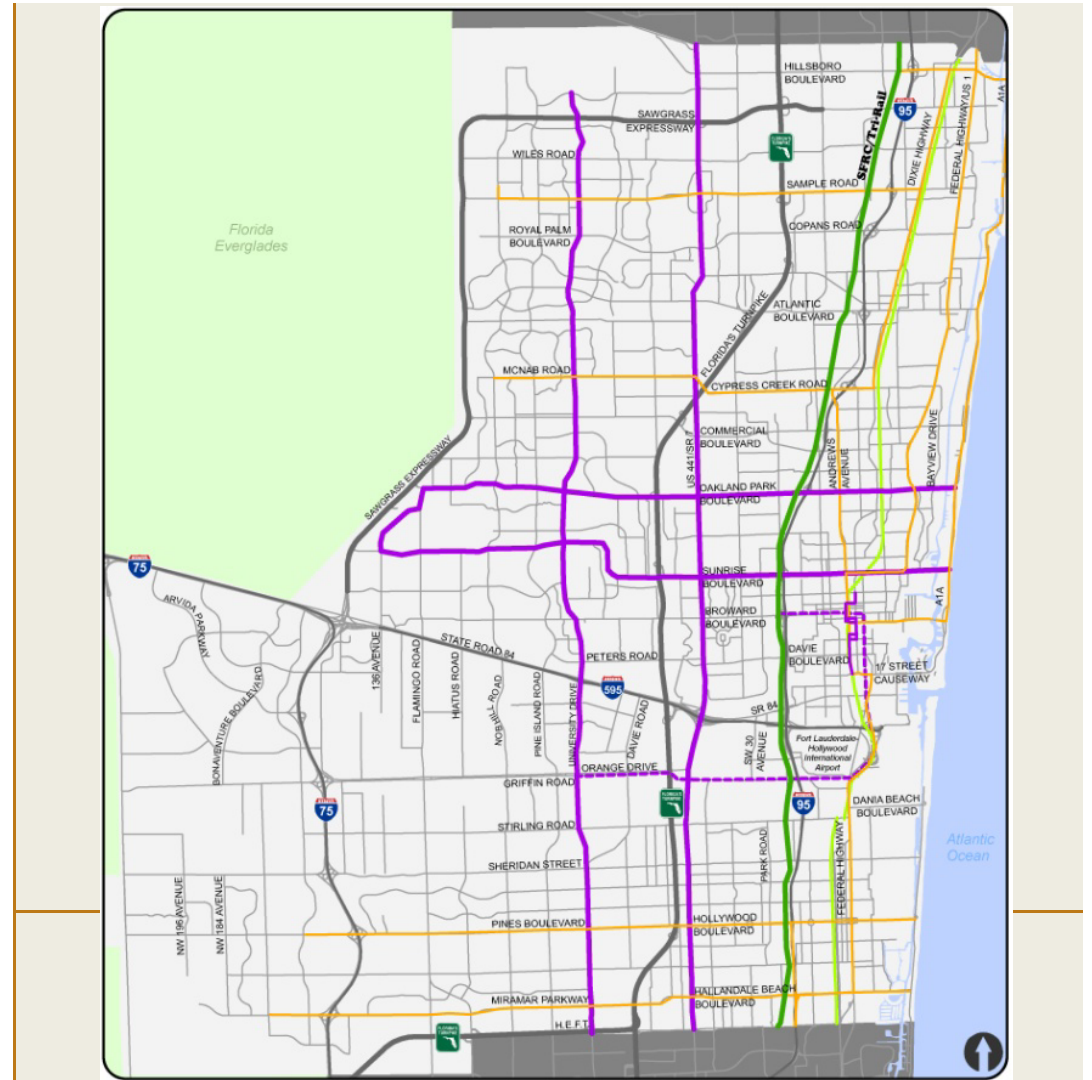 HILLSBORO
BOULEVARD
A1A
SAWGRASS
EXPRESSWAY
95
SFRC/Tri-Rail
DIXIE HIGHWAY
FEDERAL HIGHWAY/US 1
WILES ROAD
SAMPLE ROAD
Florida
Everglades
ROYAL PALM
BOULEVARD
COPANS ROAD
ATLANTIC
BOULEVARD
FLORIDA'S TURNPIKE
MCNAB ROAD
CYPRESS CREEK ROAD
COMMERCIAL
BOULEVARD
US 441/SR 7
ANDREWS
AVENUE
BAYVIEW DRIVE
SAWGRASS EXPRESSWAY
OAKLAND PARK
BOULEVARD
75
SUNRISE
BOULEVARD
A1A
ARVIDA PARKWAY
BROWARD
BOULEVARD
STATE ROAD 84
136 AVENUE
FLAMINGO ROAD
HIATUS ROAD
NOB HILL ROAD
PINE ISLAND ROAD
UNIVERSITY DRIVE
PETERS ROAD
DAVIE
BOULEVARD
17 STREET
CAUSEWAY
595
BONAVENTURE BOULEVARD
DAVIE ROAD
SR 84
SW 30
AVENUE
Fort Lauderdale-
Hollywood
International
Airport
ORANGE DRIVE
GRIFFIN ROAD
75
95
DANIA BEACH
BOULEVARD
STIRLING ROAD
Atlantic
Ocean
SHERIDAN STREET
PARK ROAD
FEDERAL HIGHWAY
NW 196 AVENUE
NW 184 AVENUE
PINES BOULEVARD
HOLLYWOOD
BOULEVARD
MIRAMAR PARKWAY
HALLANDALE BEACH
BOULEVARD
H.E.F.T.